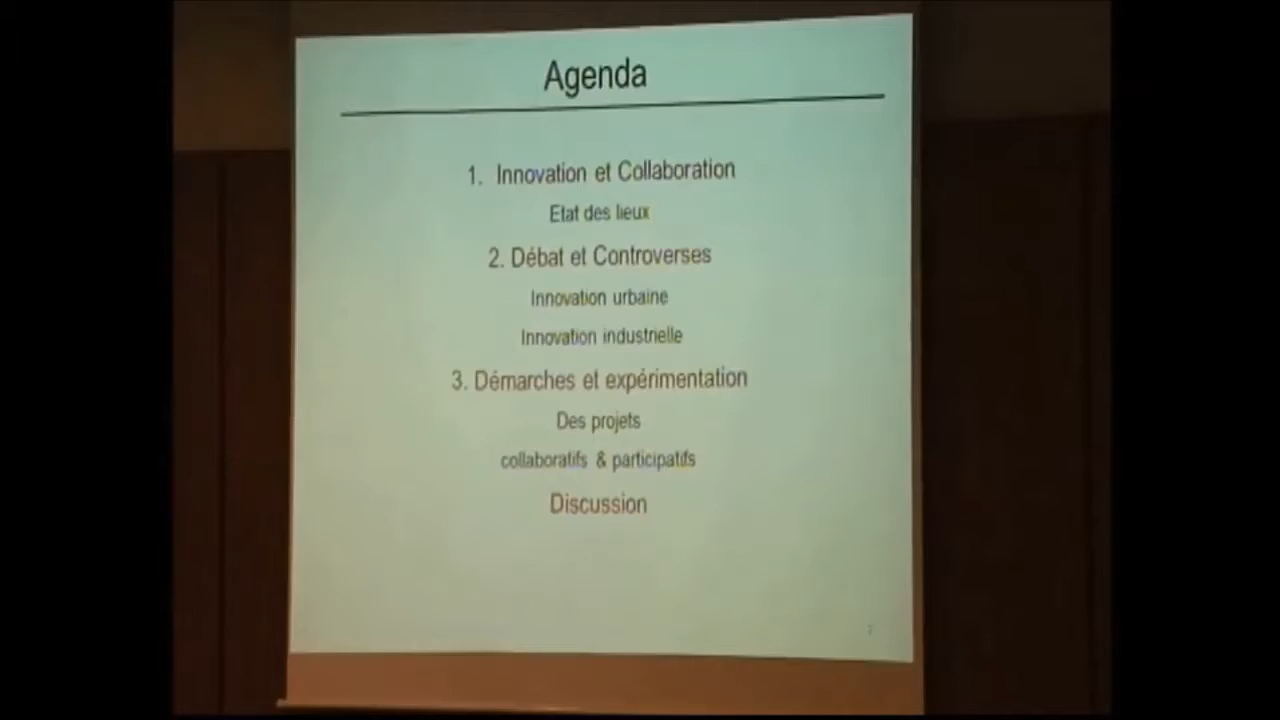 Agenda
1. Innovation et Collaboration
Etat des lieux
2. Débat et Controverses
Innovation urbaine
Innovation industrielle
3. Démarches et expérimentation
Des projets
collaboratifs & participatifs
Discussion